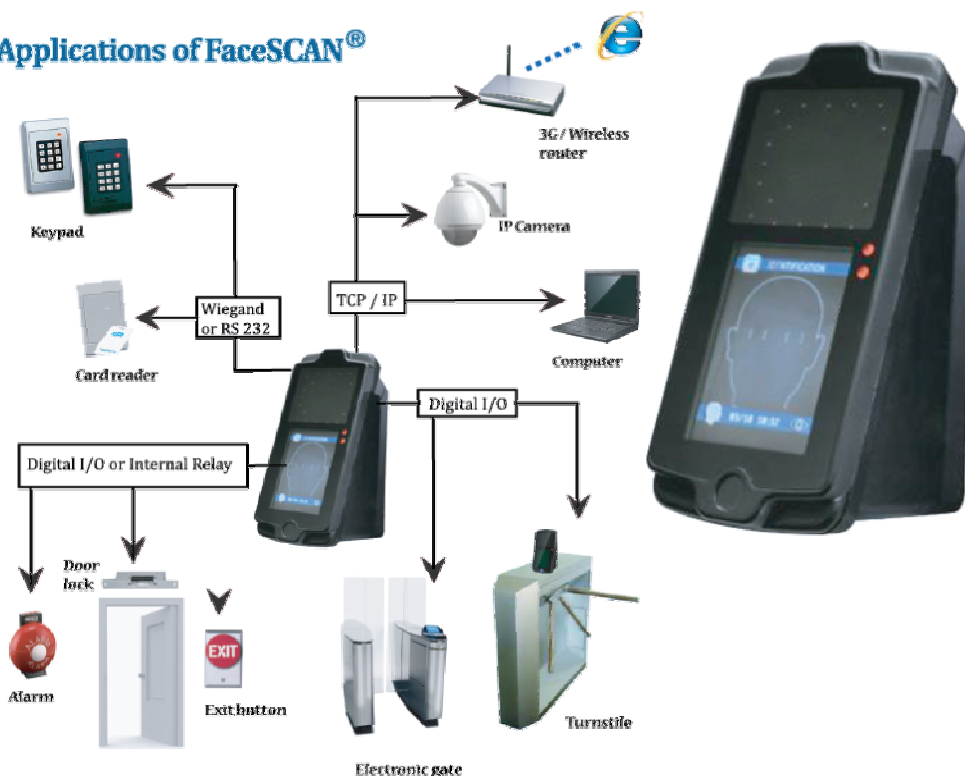 Applications of FaceSCAN®
3G / Wireless
router
Keypad
IP Camera
IDENTIFICATION
Wiegand
or RS 232
TCP / IP
Card reader
Computer
Digital I/O
Digital I/O or Internal Relay
Door
lock
EXIT
Alarm
Exit button
Turnstile
Electronic gate